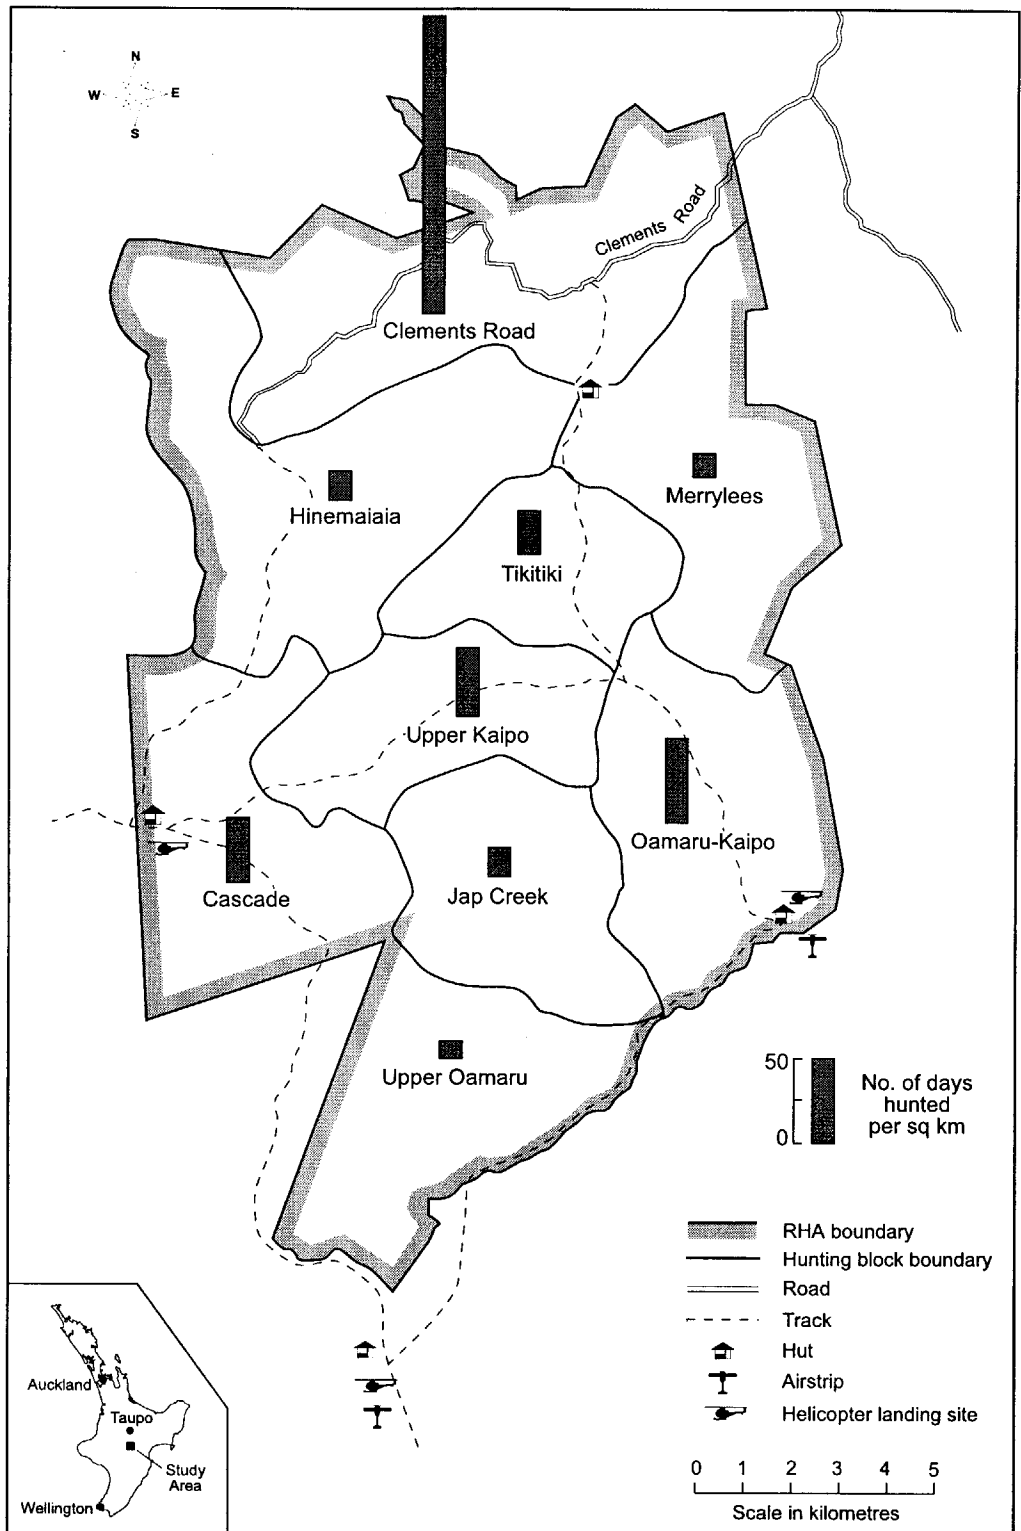 N
W E
S
Clements Road
Clements Road
Hinemaiaia
Merrylees
Tikitiki
Upper Kaipo
Oamaru-Kaipo
Cascade
Jap Creek
Upper Oamaru
50
0
No. of days
hunted
per sq km
RHA boundary
Hunting block boundary
Road
Track
Hut
Airstrip
Helicopter landing site
0 1 2 3 4 5
Scale in kilometres
Auckland
Taupo
Study
Area
Wellington